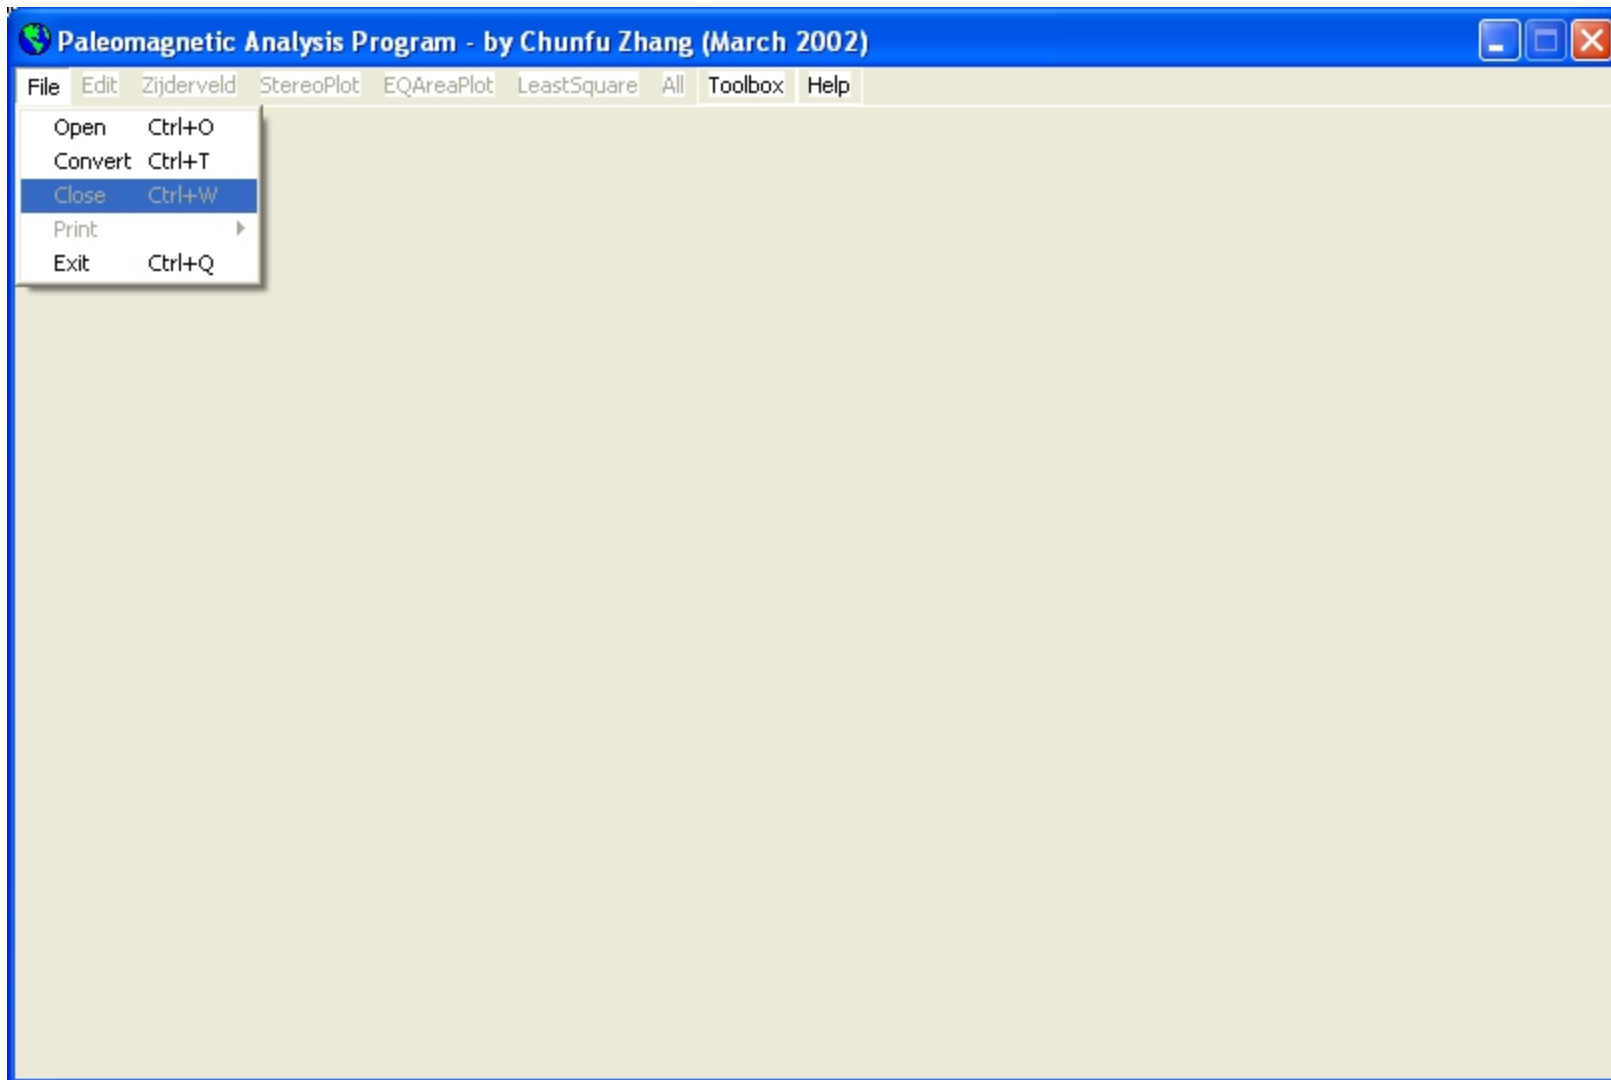 Paleomagnetic Analysis Program - by Chunfu Zhang (March 2002)
File Edit Zijderveld StereoPlot EQAreaPlot LeastSquare All Toolbox Help
Open Ctrl+O
Convert Ctrl+T
Close Ctrl+W
Print
Exit Ctrl+Q